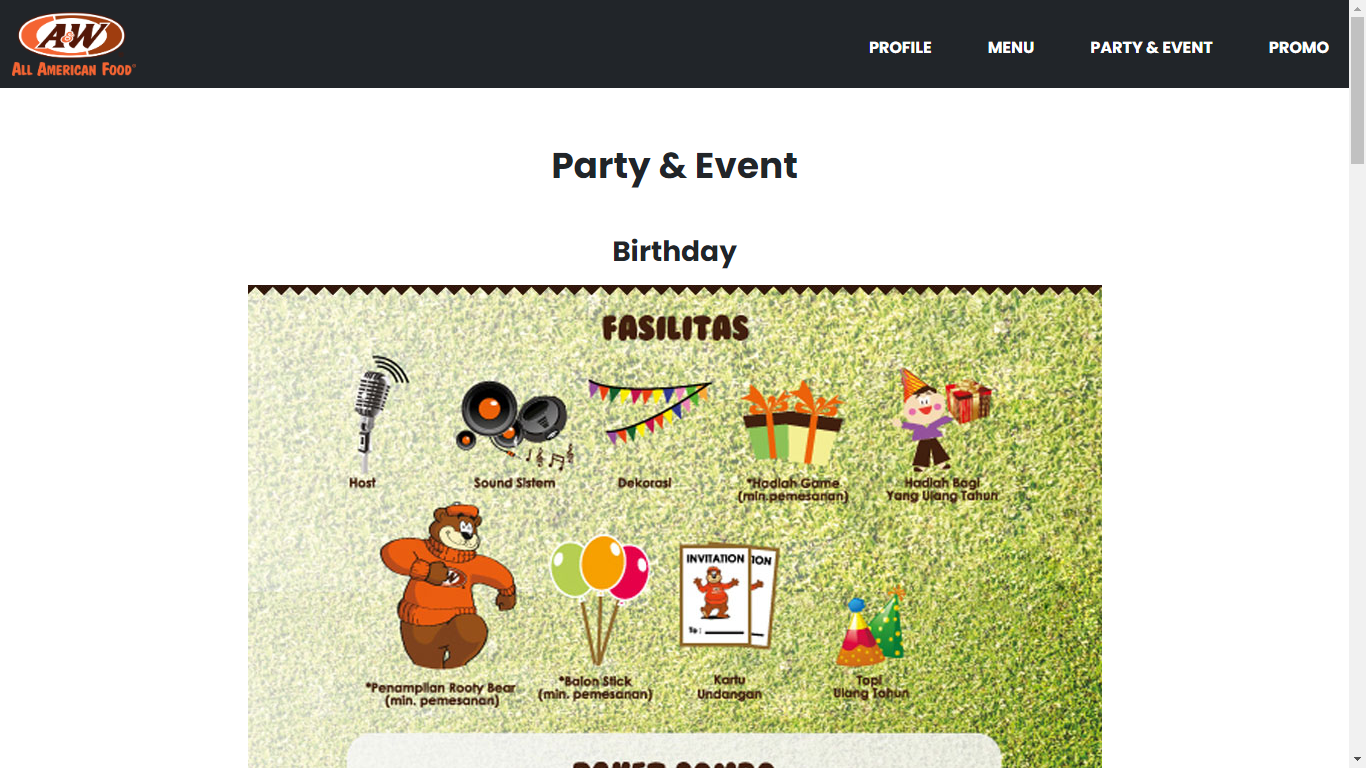 A&W
ALL AMERICAN FOOD
PROFILE
MENU
PARTY & EVENT
PROMO
Party & Event
Birthday
FASILITAS
Host
Sound Sistem
Dekorasi
*Hadiah Game
(min.pemesanan)
Hadiah Bagi
Yang Ulang Tahun
INVITATION
ION
To :
*Penampilan Rooty Bear
(min. pemesanan)
*Balon Stick
(min. pemesanan)
Kartu
Undangan
Topi
Ulang Tahun